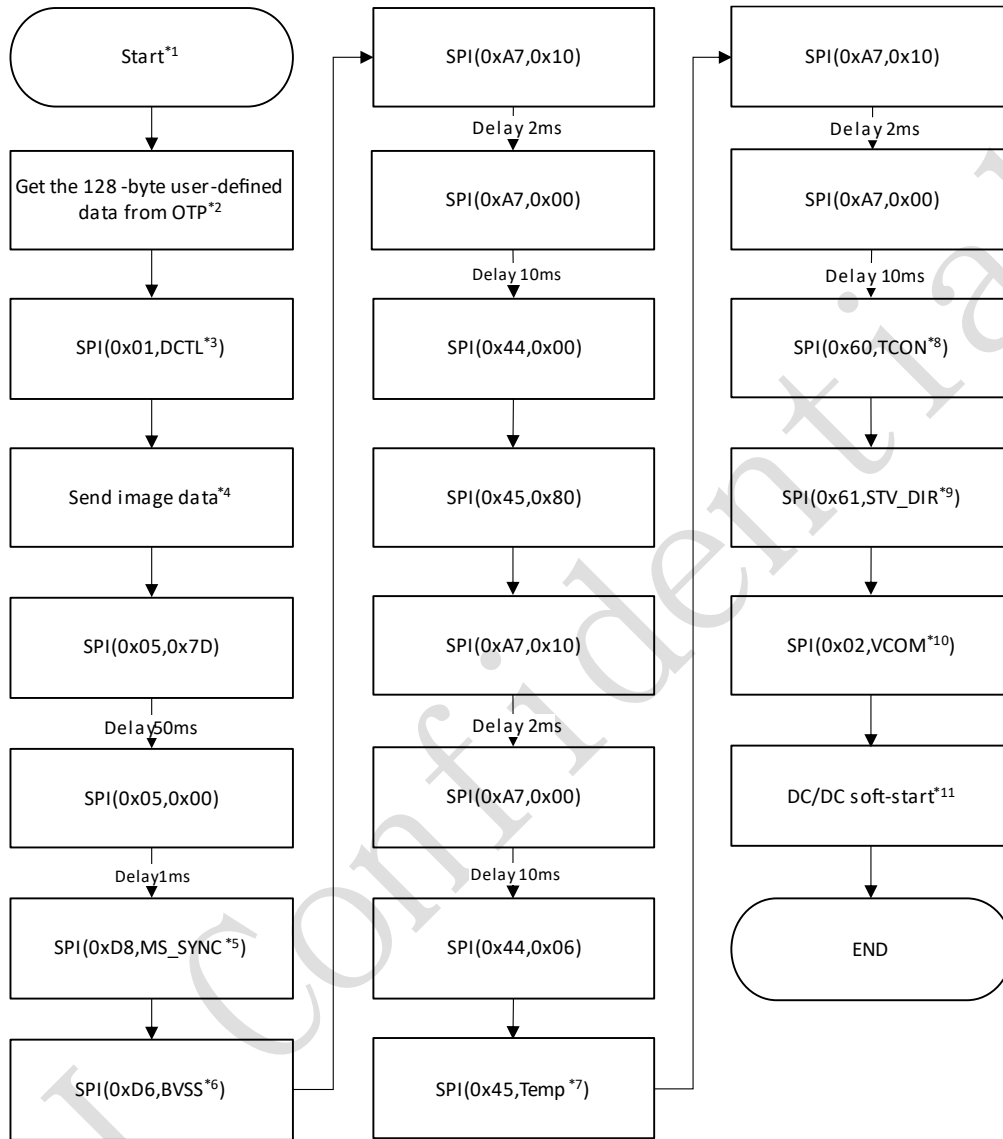 Start*1
Get the 128 -byte user-defined
data from OTP*2
SPI(0x01,DCTL*3)
Send image data*4
SPI(0x05,0x7D)
Delay50ms
SPI(0x05,0x00)
Delay1ms
SPI(0xD8,MS_SYNC*5)
SPI(0xD6,BVSS*6)
SPI(0xA7,0x10)
Delay 2ms
SPI(0xA7,0x00)
Delay 10ms
SPI(0x44,0x00)
SPI(0x45,0x80)
SPI(0xA7,0x10)
Delay 2ms
SPI(0xA7,0x00)
Delay 10ms
SPI(0x44,0x06)
SPI(0x45,Temp*7)
SPI(0xA7,0x10)
Delay 2ms
SPI(0xA7,0x00)
Delay 10ms
SPI(0x60,TCON*8)
SPI(0x61,STV_DIR*9)
SPI(0x02,VCOM*10)
DC/DC soft-start*11
END
Confidential